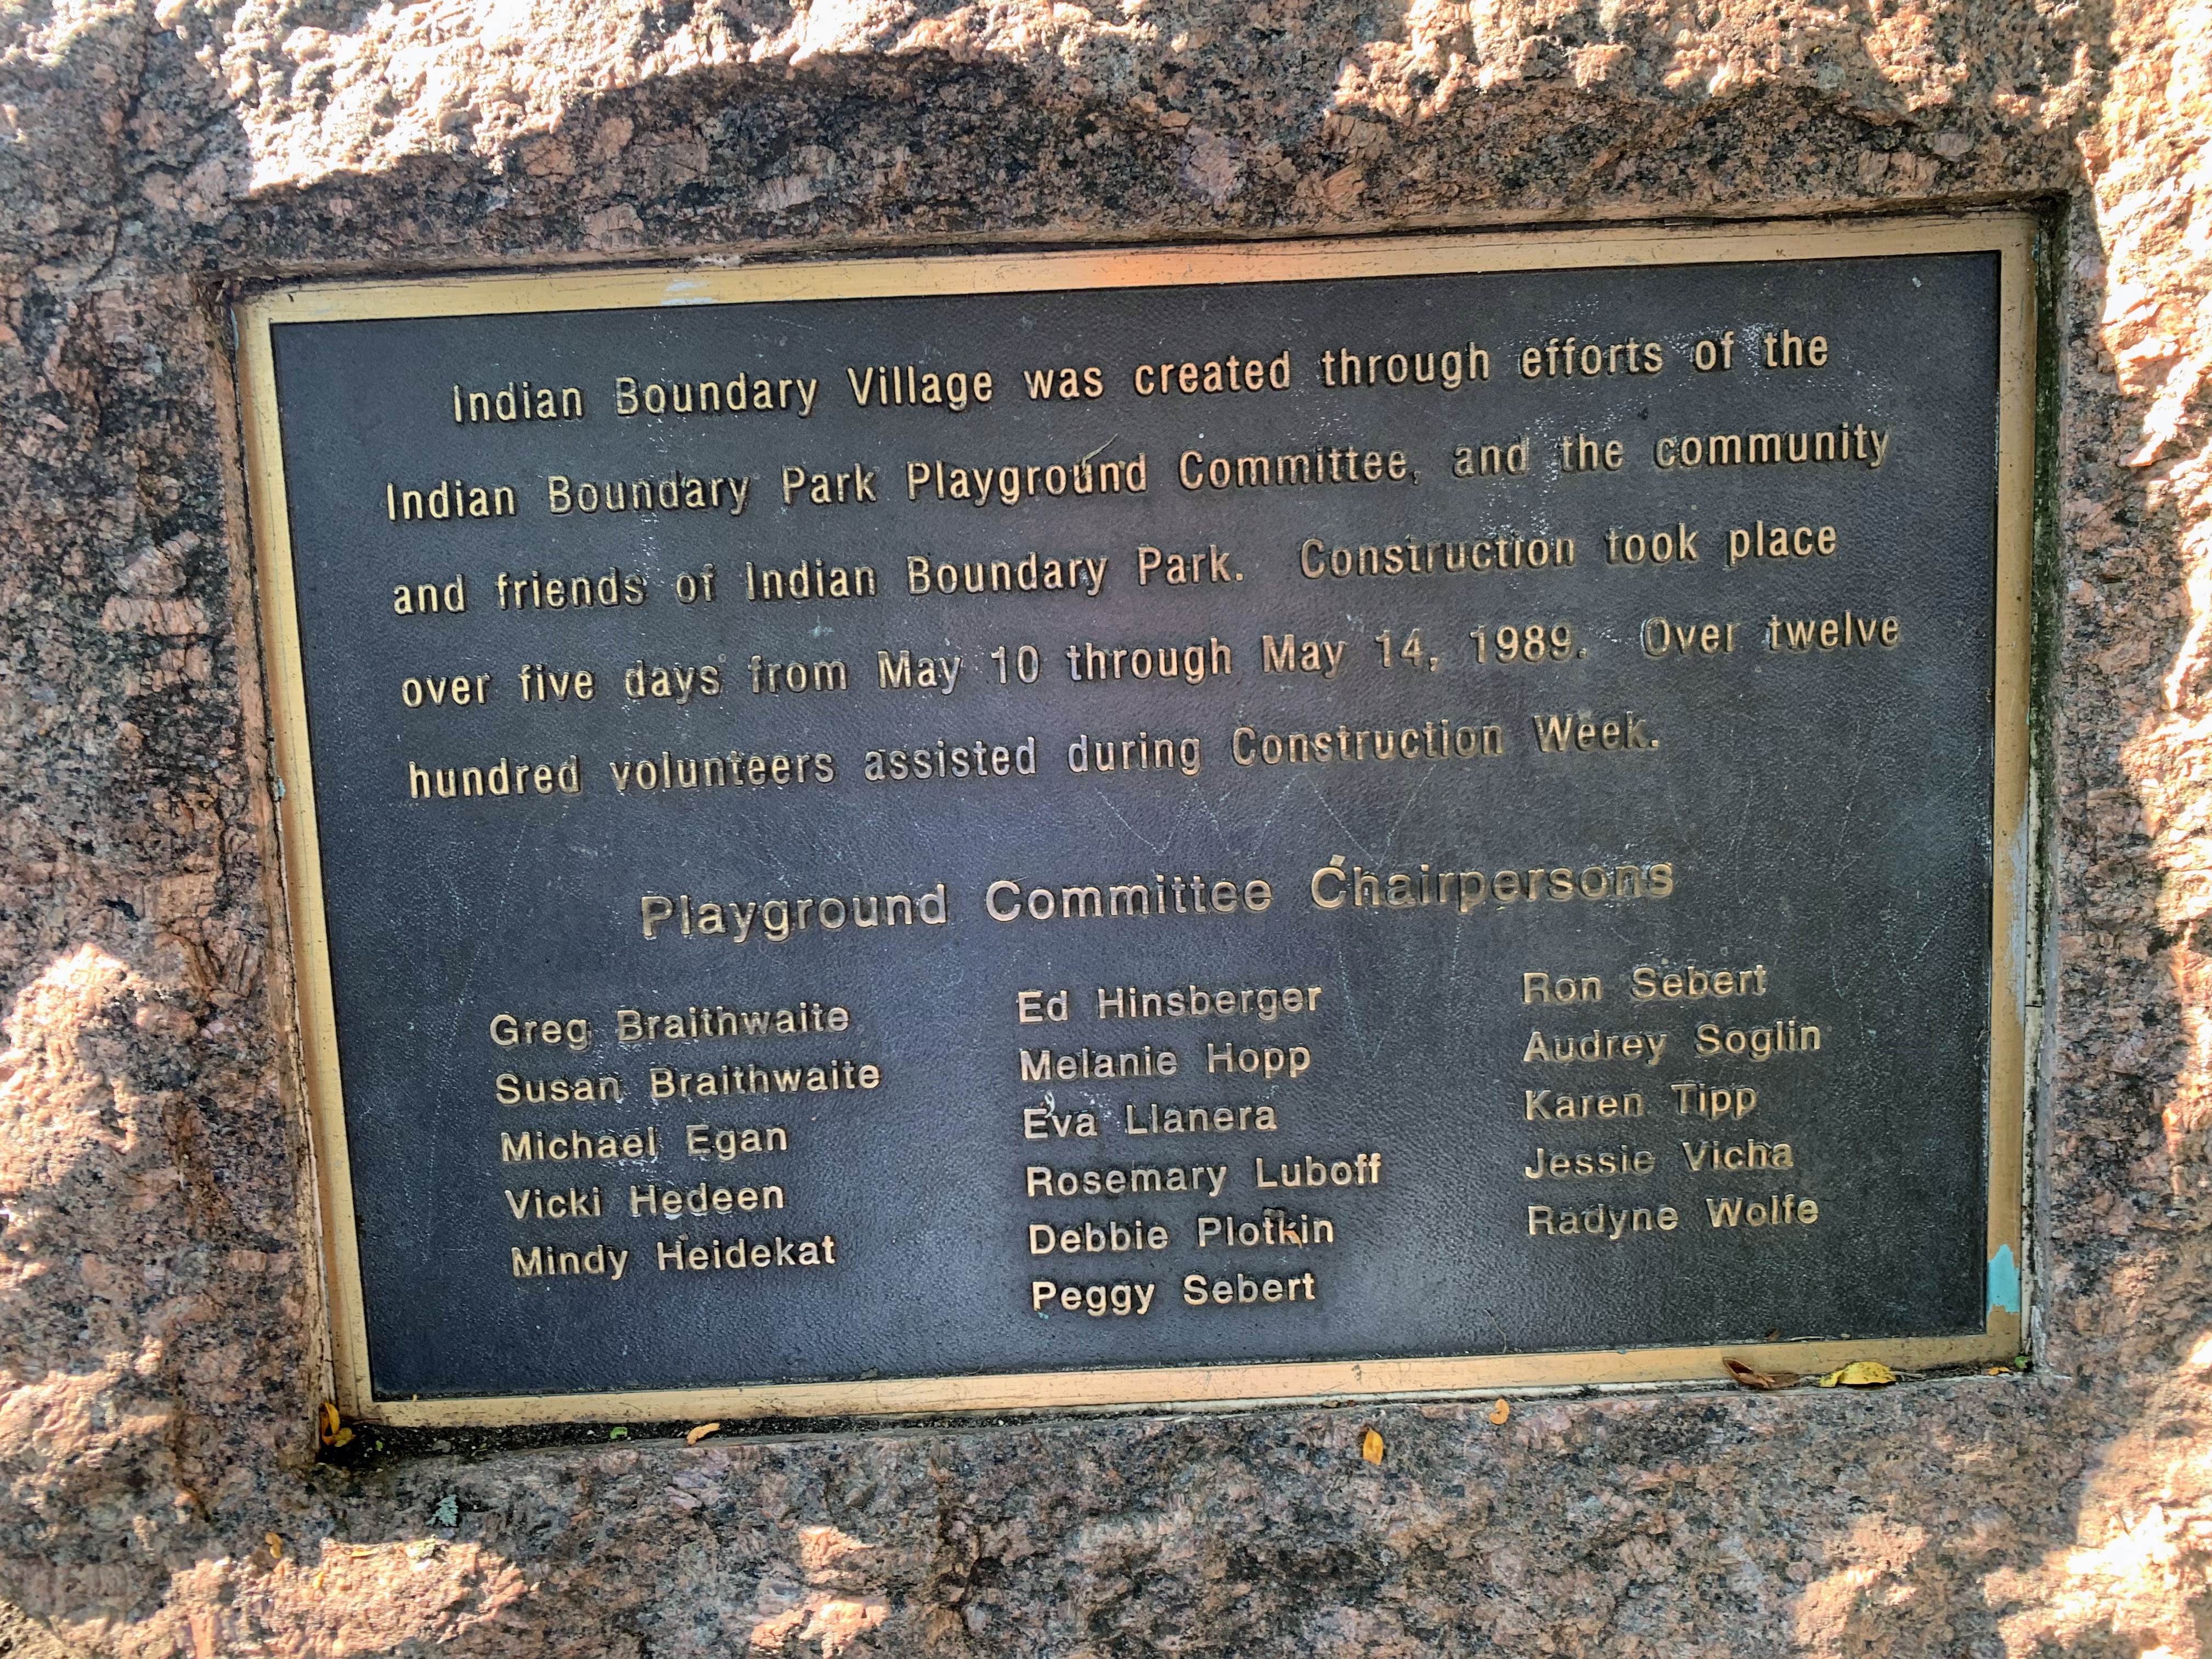 Indian Boundary Village was created through efforts of the
Indian Boundary Park Playground Committee, and the community
and friends of Indian Boundary Park. Construction took place
over five days from May 10 through May 14, 1989. Over twelve
hundred volunteers assisted during Construction Week.
Playground Committee Chairpersons
Greg Braithwaite
Susan Braithwaite
Michael Egan
Vicki Hedeen
Mindy Heidekat
Ed Hinsberger
Melanie Hopp
Eva Llanera
Rosemary Luboff
Debbie Plotkin
Peggy Sebert
Ron Sebert
Audrey Soglin
Karen Tipp
Jessie Vicha
Radyne Wolfe